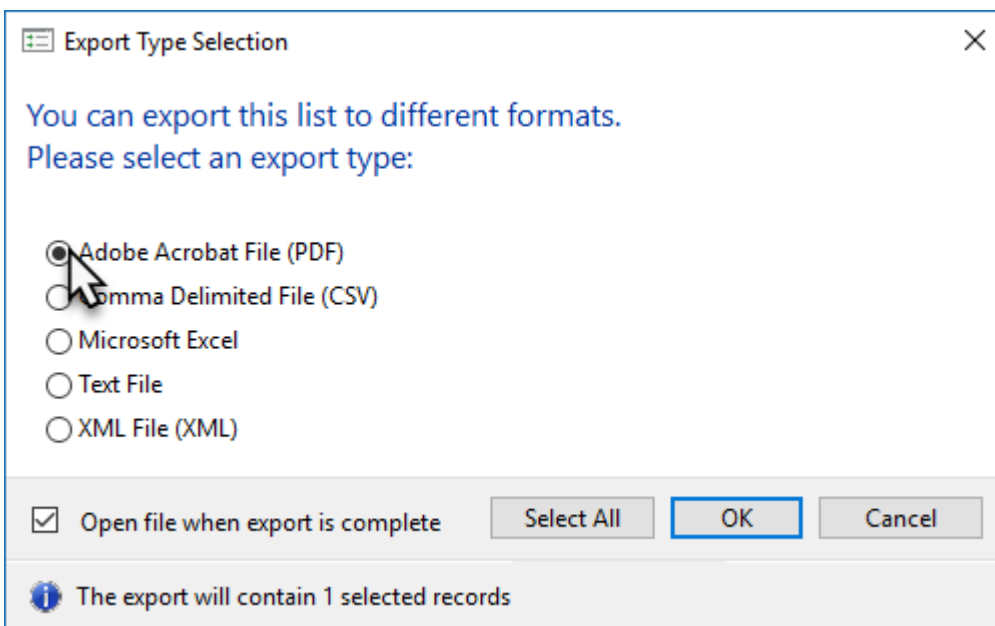 Export Type Selection
You can export this list to different formats.
Please select an export type:
Adobe Acrobat File (PDF)
Comma Delimited File (CSV)
Microsoft Excel
Text File
XML File (XML)
Open file when export is complete
Select All
OK
Cancel
The export will contain 1 selected records